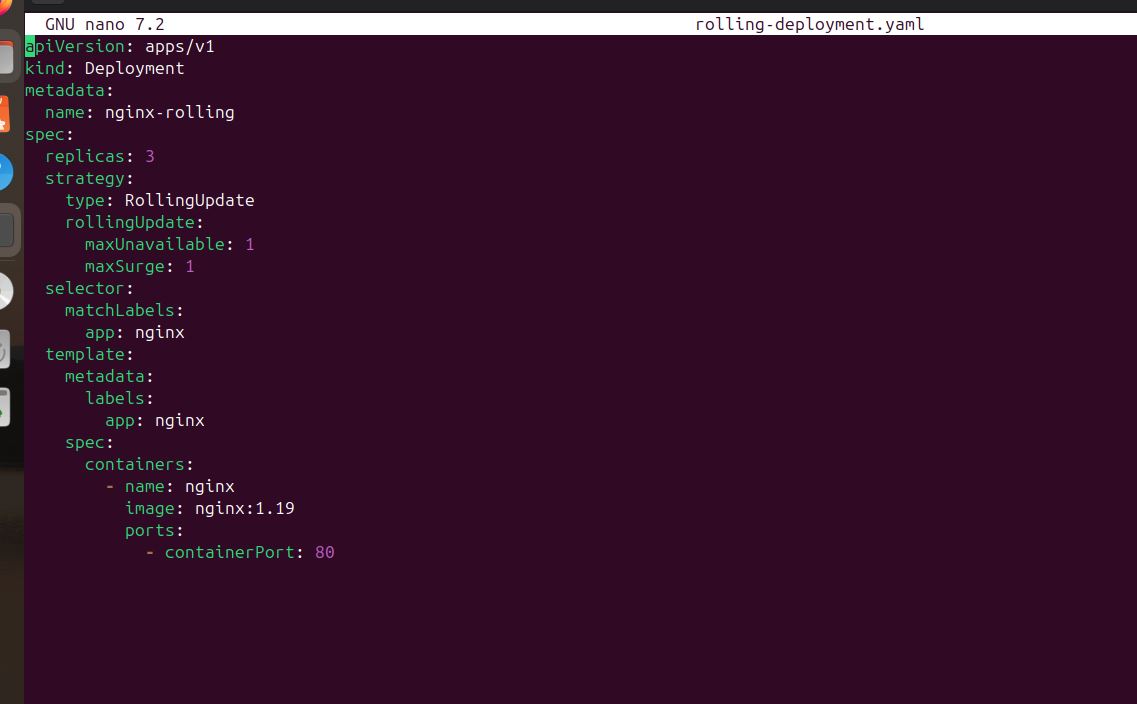 GNU nano 7.2 rolling-deployment.yaml
apiVersion: apps/v1
kind: Deployment
metadata:
  name: nginx-rolling
spec:
  replicas: 3
  strategy:
    type: RollingUpdate
    rollingUpdate:
      maxUnavailable: 1
      maxSurge: 1
  selector:
    matchLabels:
      app: nginx
  template:
    metadata:
      labels:
        app: nginx
    spec:
      containers:
        - name: nginx
          image: nginx:1.19
          ports:
            - containerPort: 80